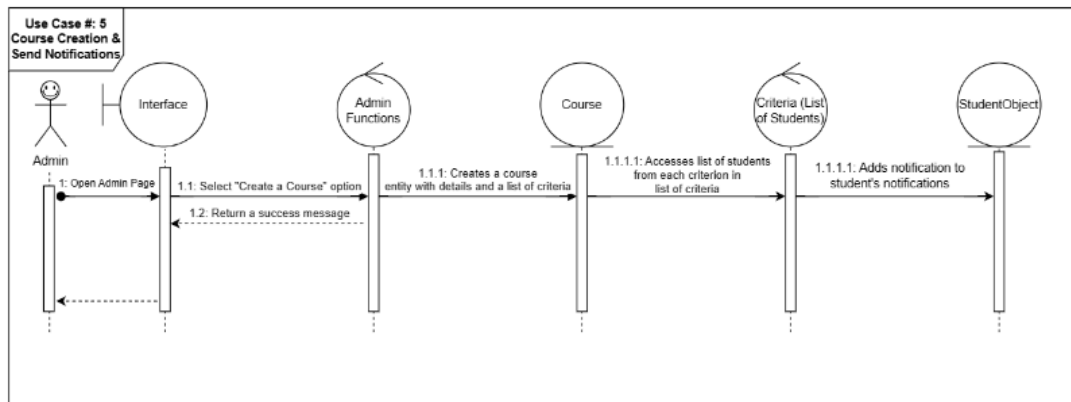 Use Case #: 5
Course Creation &
Send Notifications
Admin
Interface
Admin
Functions
Course
Criteria (List
of Students)
StudentObject
1: Open Admin Page
1.1: Select "Create a Course" option
1.1.1: Creates a course
entity with details and a list of criteria
1.1.1.1: Accesses list of students
from each criterion in
list of criteria
1.1.1.1: Adds notification to
student's notifications
1.2: Return a success message